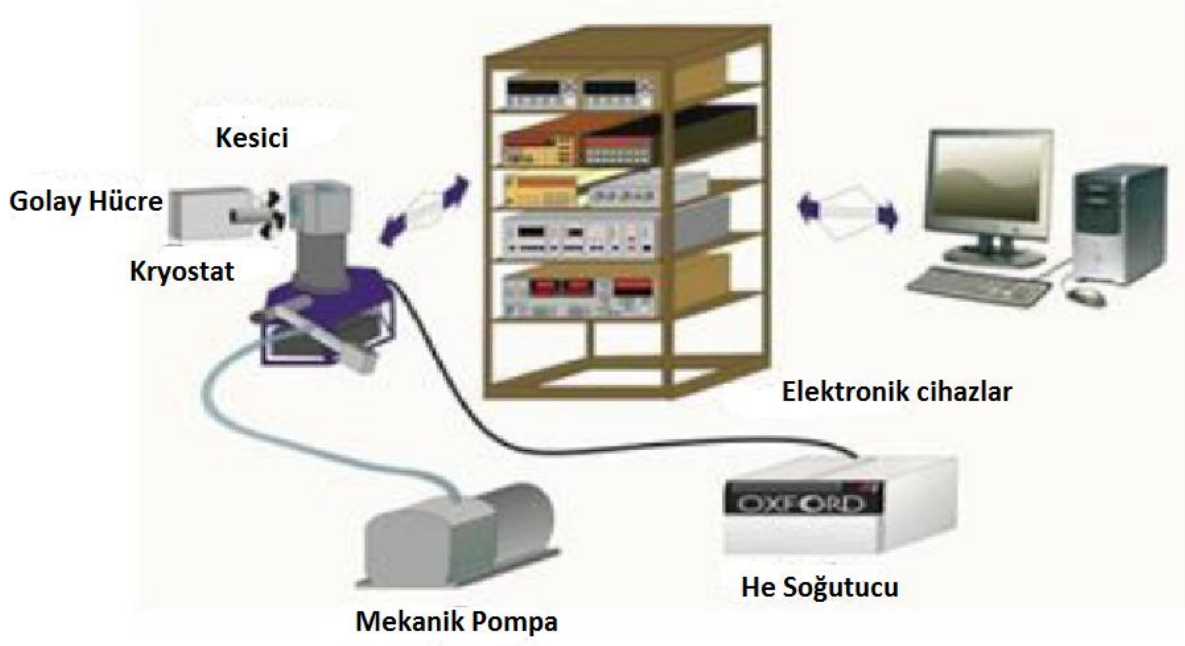 Kesici
Golay Hücre
Kryostat
Elektronik cihazlar
OXFORD
He Soğutucu
Mekanik Pompa